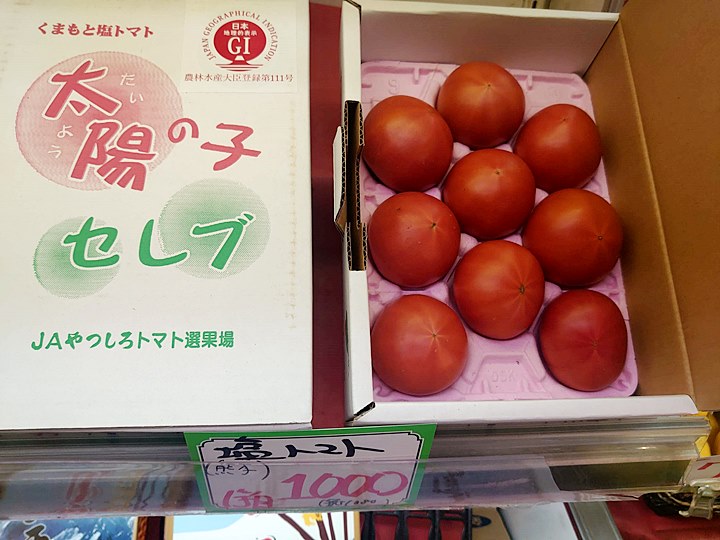 くまもと塩トマト
JAPAN GEOGRAPHICAL INDICATION
日本
地理的表示
GI
農林水産大臣登録第111号
太陽の子
たいよう
セレブ
JAやつしろトマト選果場
塩トマト
1000